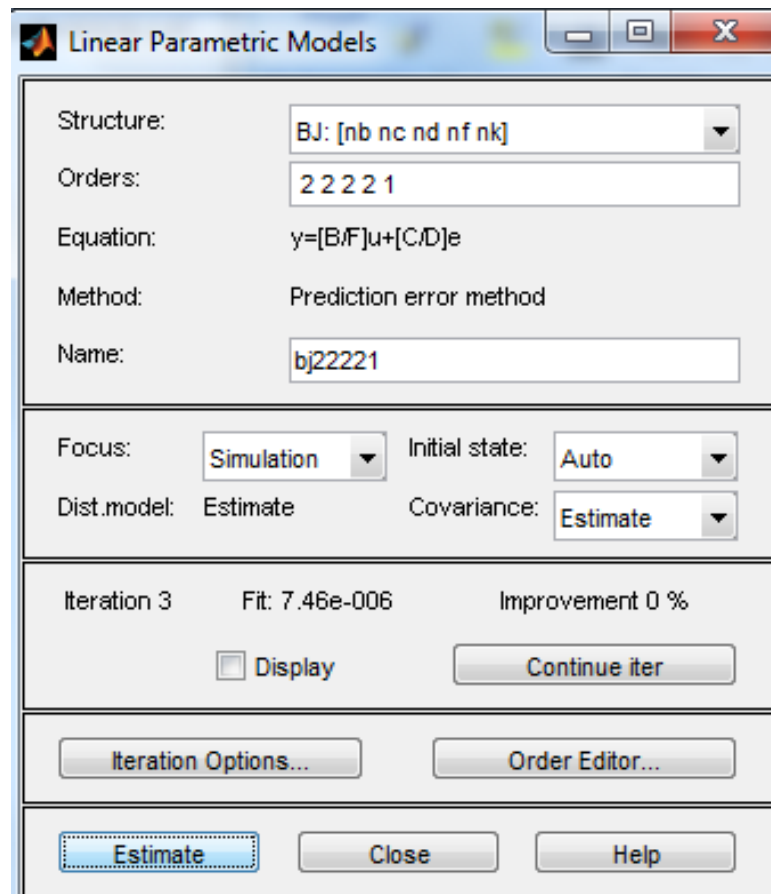 Linear Parametric Models
Structure: BJ: [nb nc nd nf nk]
Orders: 2 2 2 2 1
Equation: y=[B/F]u+[C/D]e
Method: Prediction error method
Name: bj22221
Focus: Simulation Initial state: Auto
Dist.model: Estimate Covariance: Estimate
Iteration 3 Fit: 7.46e-006 Improvement 0 %
Display Continue iter
Iteration Options... Order Editor...
Estimate Close Help